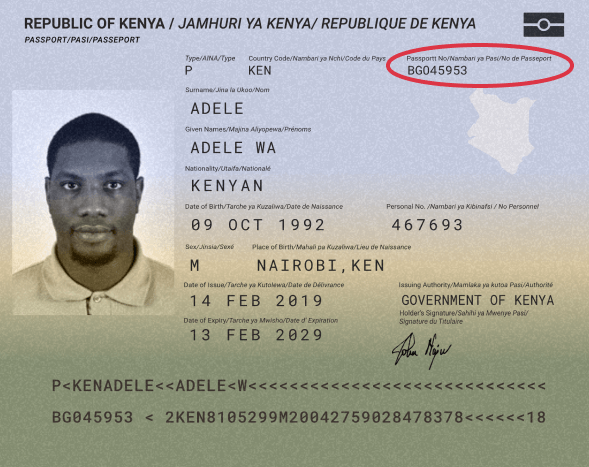 REPUBLIC OF KENYA / JAMHURI YA KENYA/ REPUBLIQUE DE KENYA
PASSPORT/PASI/PASSEPORT
Type/AINA/Type Country Code/Nambari ya Nchi/Code du Pays Passportt No/Nambari ya Pasi/No de Passeport
P KEN BG045953
Surname/Jina la Ukoo/Nom
ADELE
Given Names/Majina Aliyopewa/Prénoms
ADELE WA
Nationality/Utaifa/Nationalé
KENYAN
Date of Birth/Tarche ya Kuzaliwa/Date de Naissance Personal No. /Nambari ya Kibinafsi / No Personnel
09 OCT 1992 467693
Sex/Jinsia/Sexé Place of Birth/Mahali pa Kuzaliwa/Lieu de Naissance
M NAIROBI,KEN
Date of Issue/Tarche ya Kutolewa/Date de Délivrance Issuing Authority/Mamlaka ya kutoa Pasi/Authorité
14 FEB 2019 GOVERNMENT OF KENYA
Date of Expiry/Tarche ya Mwisho/Date d' Expiration Holder's Signature/Sahihi ya Mwenye Pasi/
Signature du Titulaire
13 FEB 2029
P<KENADELE<<ADELE<W<<<<<<<<<<<<<<<<<<<<<<<<<<<<<
BG045953 < 2KEN8105299M20042759028478378<<<<<<18